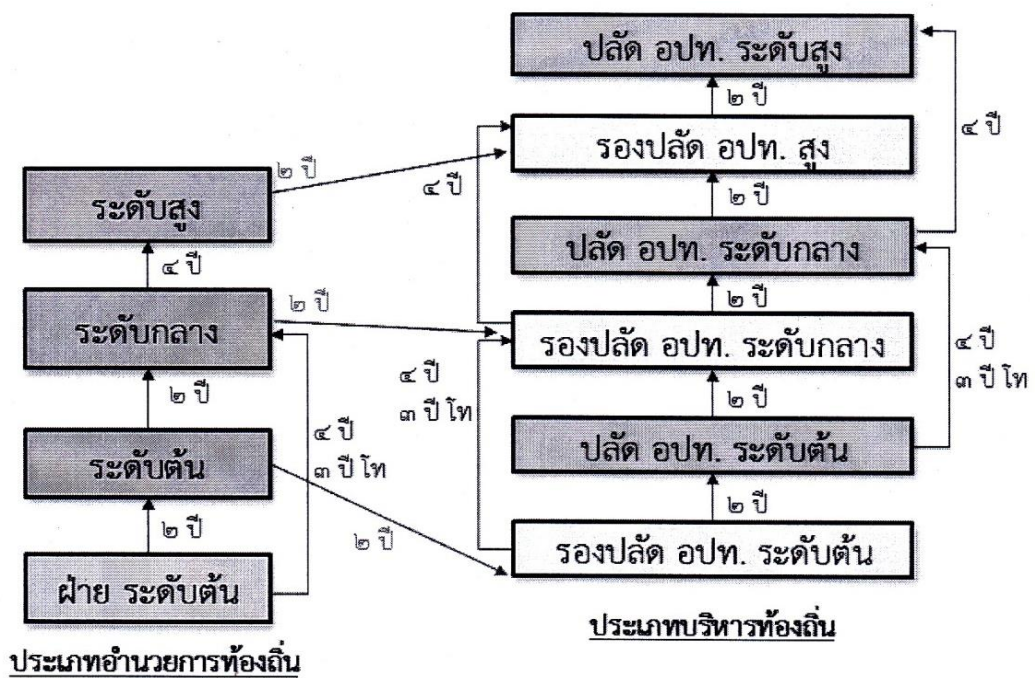 ปลัด อปท. ระดับสูง
๒ ปี
๔ ปี
รองปลัด อปท. สูง
๒ ปี
๔ ปี
๒ ปี
ระดับสูง
ปลัด อปท. ระดับกลาง
๔ ปี
๒ ปี
๒ ปี
ระดับกลาง
รองปลัด อปท. ระดับกลาง
๔ ปี
๓ ปี โท
๒ ปี
๔ ปี
๓ ปี โท
๒ ปี
๔ ปี
๓ ปี โท
ระดับต้น
ปลัด อปท. ระดับต้น
๒ ปี
๒ ปี
๒ ปี
ฝ่าย ระดับต้น
รองปลัด อปท. ระดับต้น
ประเภทอำนวยการท้องถิ่น
ประเภทบริหารท้องถิ่น